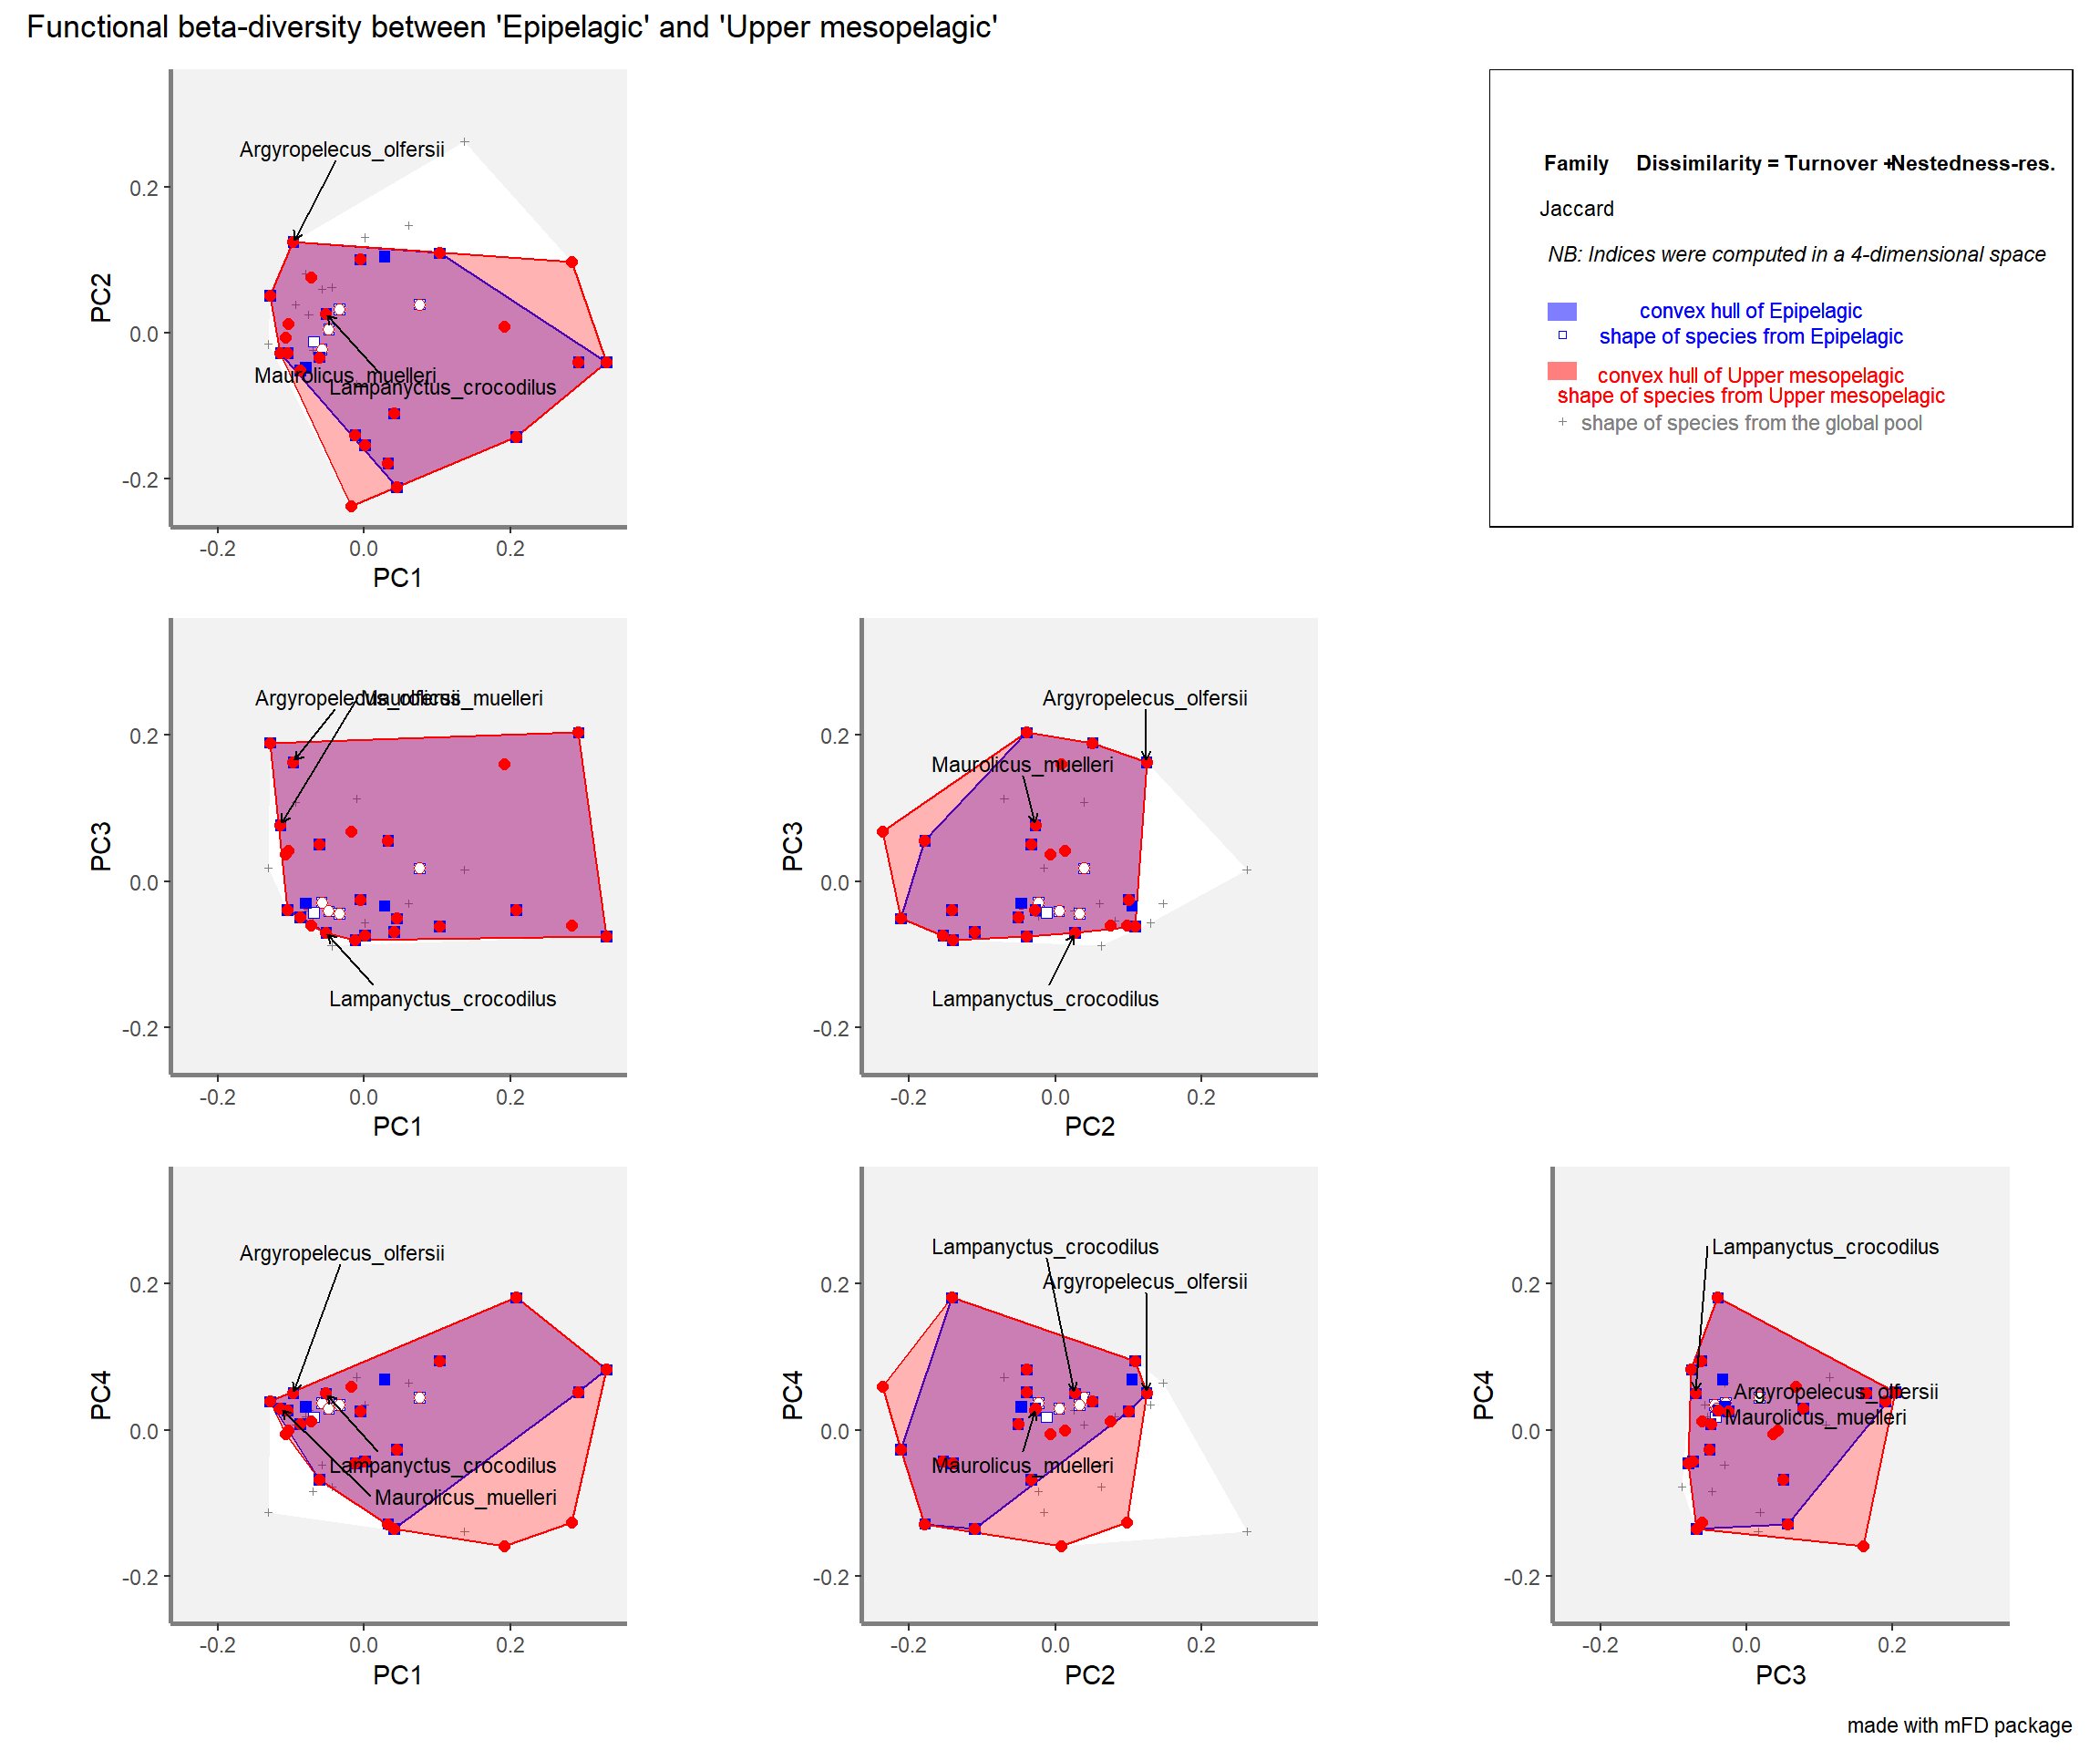 Functional beta-diversity between 'Epipelagic' and 'Upper mesopelagic'
Argyropelecus_olfersii
Maurolicus_muelleri
Lampanyctus_crocodilus
0.2
0.0
-0.2
PC2
-0.2 0.0 0.2
PC1
Family Dissimilarity = Turnover +Nestedness-res.
Jaccard
NB: Indices were computed in a 4-dimensional space
convex hull of Epipelagic
shape of species from Epipelagic
convex hull of Upper mesopelagic
shape of species from Upper mesopelagic
shape of species from the global pool
Argyropelecus_olfersii
Maurolicus_muelleri
Lampanyctus_crocodilus
0.2
0.0
-0.2
PC3
-0.2 0.0 0.2
PC1
Argyropelecus_olfersii
Maurolicus_muelleri
Lampanyctus_crocodilus
0.2
0.0
-0.2
PC3
-0.2 0.0 0.2
PC2
Argyropelecus_olfersii
Lampanyctus_crocodilus
Maurolicus_muelleri
0.2
0.0
-0.2
PC4
-0.2 0.0 0.2
PC1
Lampanyctus_crocodilus
Argyropelecus_olfersii
Maurolicus_muelleri
0.2
0.0
-0.2
PC4
-0.2 0.0 0.2
PC2
Lampanyctus_crocodilus
Argyropelecus_olfersii
Maurolicus_muelleri
0.2
0.0
-0.2
PC4
-0.2 0.0 0.2
PC3
made with mFD package